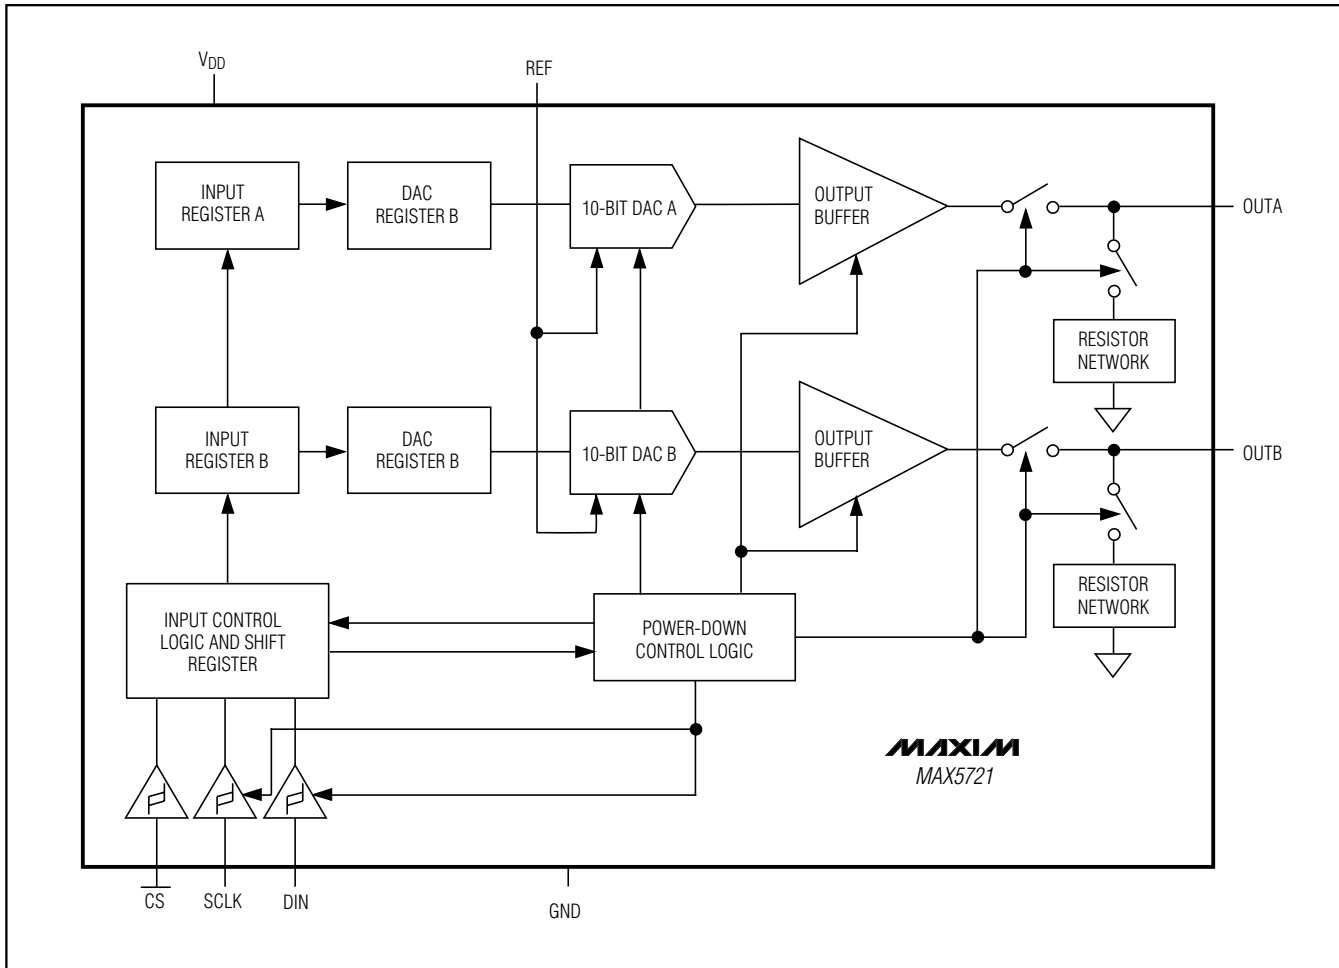 VDD
REF
INPUT
REGISTER A
DAC
REGISTER B
10-BIT DAC A
OUTPUT
BUFFER
OUTA
RESISTOR
NETWORK
INPUT
REGISTER B
DAC
REGISTER B
10-BIT DAC B
OUTPUT
BUFFER
OUTB
RESISTOR
NETWORK
INPUT CONTROL
LOGIC AND SHIFT
REGISTER
POWER-DOWN
CONTROL LOGIC
MAXIM
MAX5721
CS
SCLK
DIN
GND